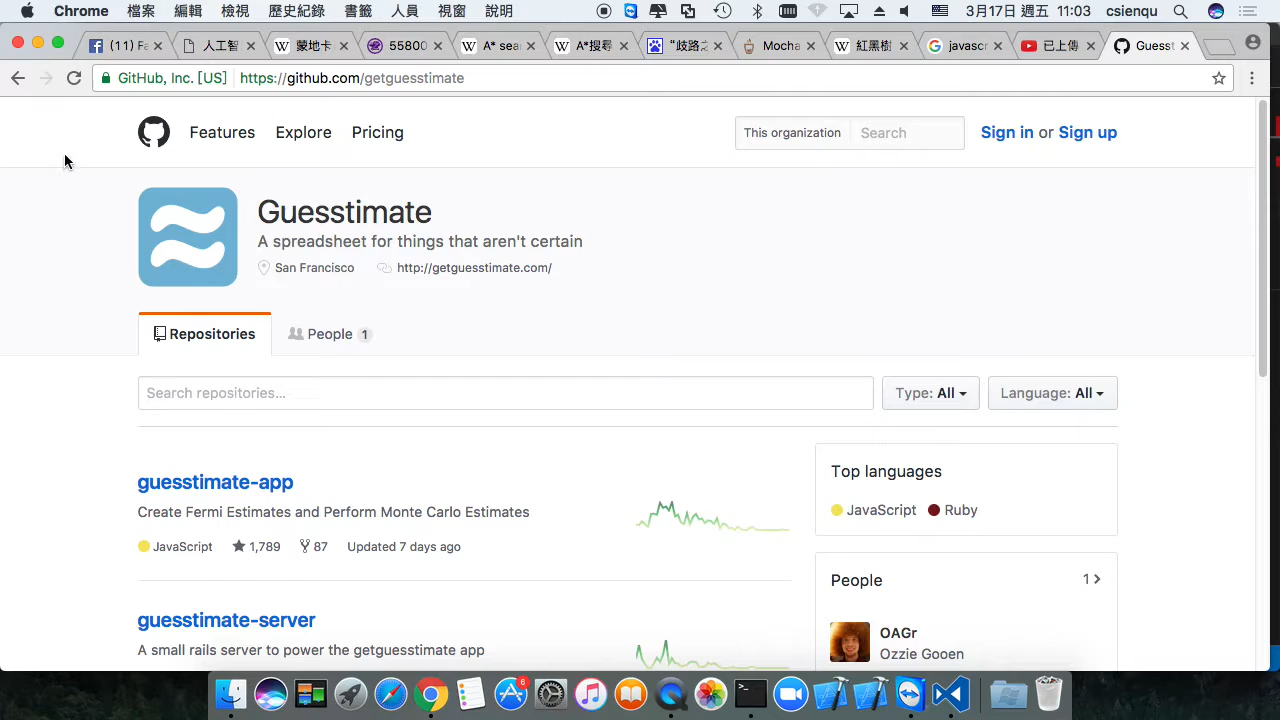 Chrome 檔案 編輯 檢視 歷史紀錄 書籤 人員 視窗 說明 3月17日 週五 11:03 csienqu
(11) Fa 人工智 蒙地卡 55800 A* sea A*搜尋 “歧路之 Mocha 紅黑樹 javascr 已上傳 Guesst
GitHub, Inc. [US] https://github.com/getguesstimate
Features Explore Pricing This organization Search Sign in or Sign up
Guesstimate
A spreadsheet for things that aren't certain
San Francisco http://getguesstimate.com/
Repositories People 1
Search repositories... Type: All Language: All
guesstimate-app
Create Fermi Estimates and Perform Monte Carlo Estimates
JavaScript 1,789 87 Updated 7 days ago
guesstimate-server
A small rails server to power the getguesstimate app
Top languages
JavaScript Ruby
People 1
OAGr
Ozzie Gooen
6